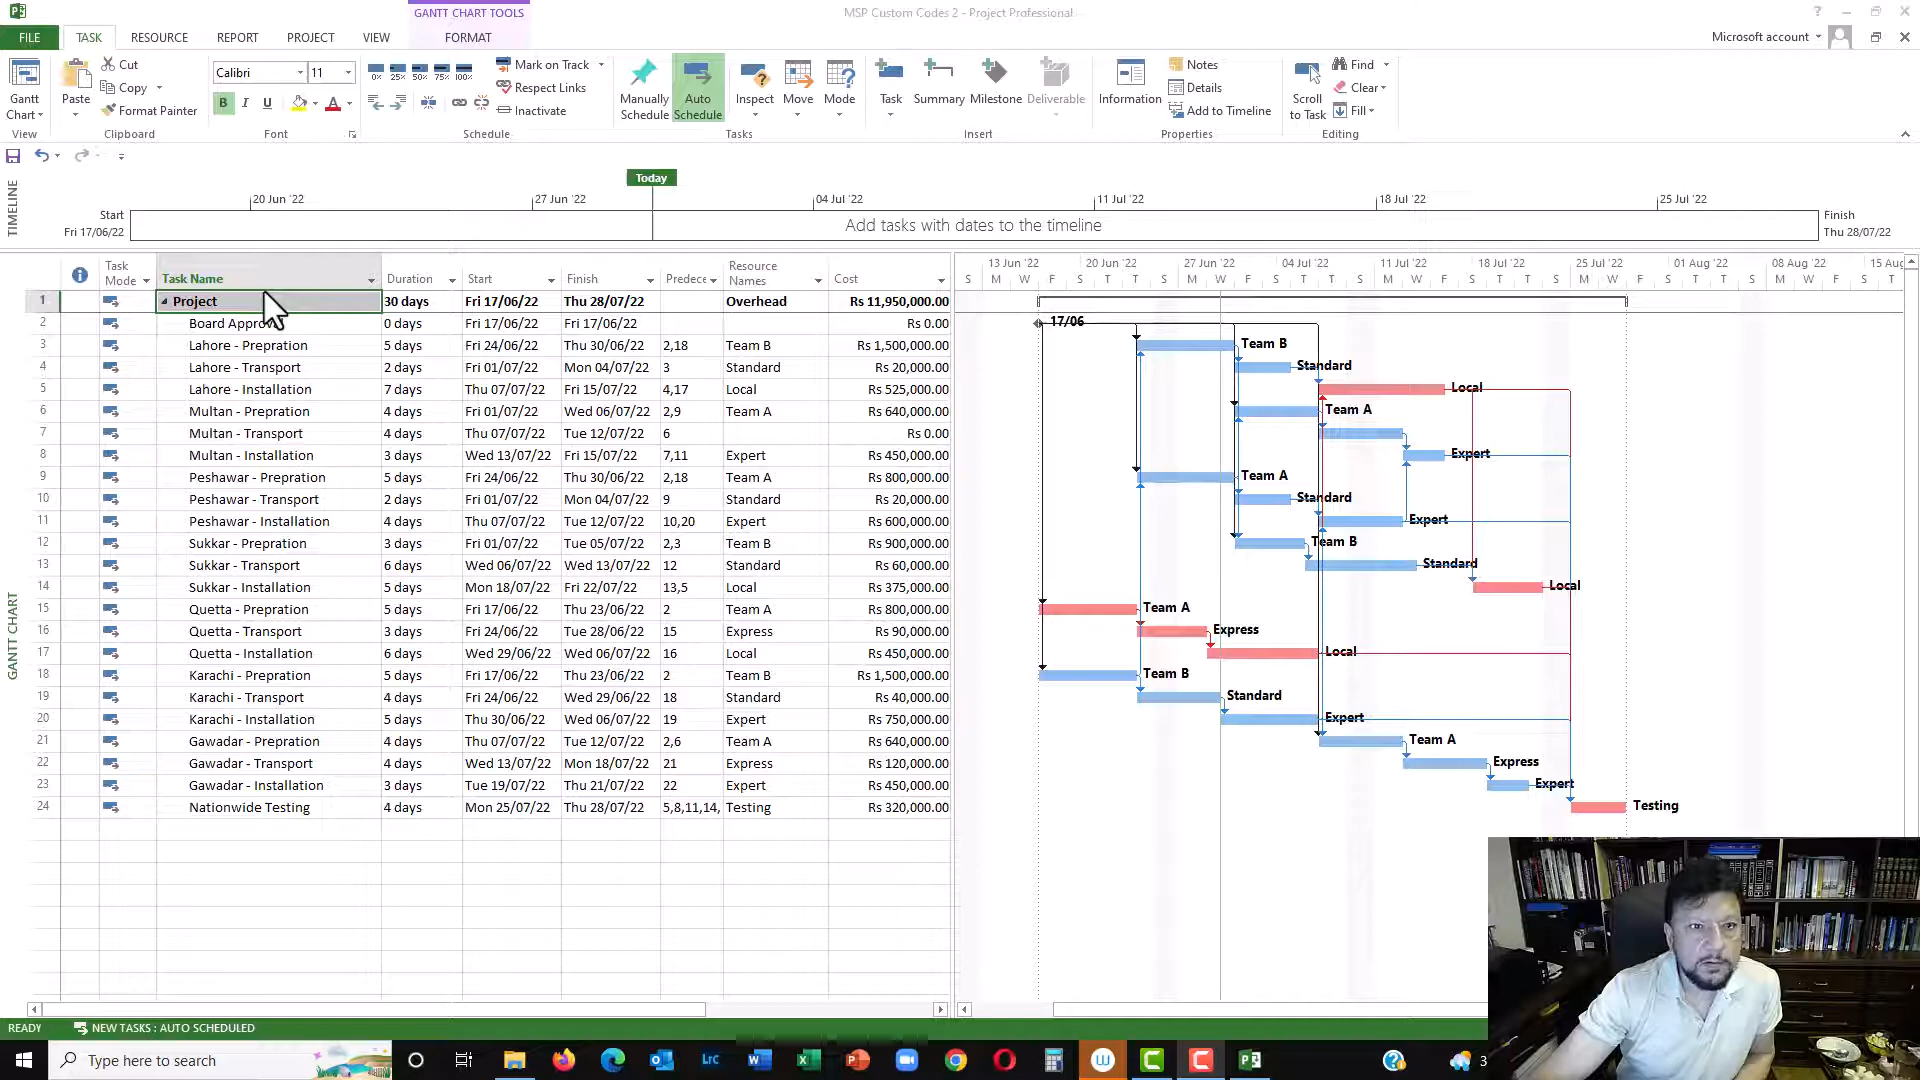 GANTT CHART TOOLS
MSP Custom Codes 2 - Project Professional
?
FILE TASK RESOURCE REPORT PROJECT VIEW FORMAT Microsoft account
Gantt Chart Paste Cut Copy Format Painter Calibri 11 B I U A
0% 25% 50% 75% 100% Mark on Track Respect Links Inactivate
Manually Schedule Auto Schedule Inspect Move Mode Task Summary Milestone Deliverable
Information Notes Details Add to Timeline Scroll to Task Find Clear Fill
View Clipboard Font Schedule Tasks Insert Properties Editing
Today
20 Jun '22 27 Jun '22 04 Jul '22 11 Jul '22 18 Jul '22 25 Jul '22
TIMELINE
Start
Fri 17/06/22
Add tasks with dates to the timeline
Finish
Thu 28/07/22
Task Mode Task Name Duration Start Finish Predece Resource Names Cost
1 Project 30 days Fri 17/06/22 Thu 28/07/22 Overhead Rs 11,950,000.00
2 Board Approv 0 days Fri 17/06/22 Fri 17/06/22 Rs 0.00
3 Lahore - Prepration 5 days Fri 24/06/22 Thu 30/06/22 2,18 Team B Rs 1,500,000.00
4 Lahore - Transport 2 days Fri 01/07/22 Mon 04/07/22 3 Standard Rs 20,000.00
5 Lahore - Installation 7 days Thu 07/07/22 Fri 15/07/22 4,17 Local Rs 525,000.00
6 Multan - Prepration 4 days Fri 01/07/22 Wed 06/07/22 2,9 Team A Rs 640,000.00
7 Multan - Transport 4 days Thu 07/07/22 Tue 12/07/22 6 Rs 0.00
8 Multan - Installation 3 days Wed 13/07/22 Fri 15/07/22 7,11 Expert Rs 450,000.00
9 Peshawar - Prepration 5 days Fri 24/06/22 Thu 30/06/22 2,18 Team A Rs 800,000.00
10 Peshawar - Transport 2 days Fri 01/07/22 Mon 04/07/22 9 Standard Rs 20,000.00
11 Peshawar - Installation 4 days Thu 07/07/22 Tue 12/07/22 10,20 Expert Rs 600,000.00
12 Sukkar - Prepration 3 days Fri 01/07/22 Tue 05/07/22 2,3 Team B Rs 900,000.00
13 Sukkar - Transport 6 days Wed 06/07/22 Wed 13/07/22 12 Standard Rs 60,000.00
14 Sukkar - Installation 5 days Mon 18/07/22 Fri 22/07/22 13,5 Local Rs 375,000.00
15 Quetta - Prepration 5 days Fri 17/06/22 Thu 23/06/22 2 Team A Rs 800,000.00
16 Quetta - Transport 3 days Fri 24/06/22 Tue 28/06/22 15 Express Rs 90,000.00
17 Quetta - Installation 6 days Wed 29/06/22 Wed 06/07/22 16 Local Rs 450,000.00
18 Karachi - Prepration 5 days Fri 17/06/22 Thu 23/06/22 2 Team B Rs 1,500,000.00
19 Karachi - Transport 4 days Fri 24/06/22 Wed 29/06/22 18 Standard Rs 40,000.00
20 Karachi - Installation 5 days Thu 30/06/22 Wed 06/07/22 19 Expert Rs 750,000.00
21 Gawadar - Prepration 4 days Thu 07/07/22 Tue 12/07/22 2,6 Team A Rs 640,000.00
22 Gawadar - Transport 4 days Wed 13/07/22 Mon 18/07/22 21 Express Rs 120,000.00
23 Gawadar - Installation 3 days Tue 19/07/22 Thu 21/07/22 22 Expert Rs 450,000.00
24 Nationwide Testing 4 days Mon 25/07/22 Thu 28/07/22 5,8,11,14, Testing Rs 320,000.00
GANTT CHART
13 Jun '22 20 Jun '22 27 Jun '22 04 Jul '22 11 Jul '22 18 Jul '22 25 Jul '22 01 Aug '22 08 Aug '22 15 Aug
S M W F S T T S M W F S T T S M W F S T T S M W F S T T S M W F S T
17/06
Team B
Standard
Local
Team A
Expert
Team A
Standard
Expert
Team B
Standard
Local
Team A
Express
Local
Team B
Standard
Expert
Team A
Express
Expert
Testing
READY NEW TASKS : AUTO SCHEDULED
Type here to search Lrc 3